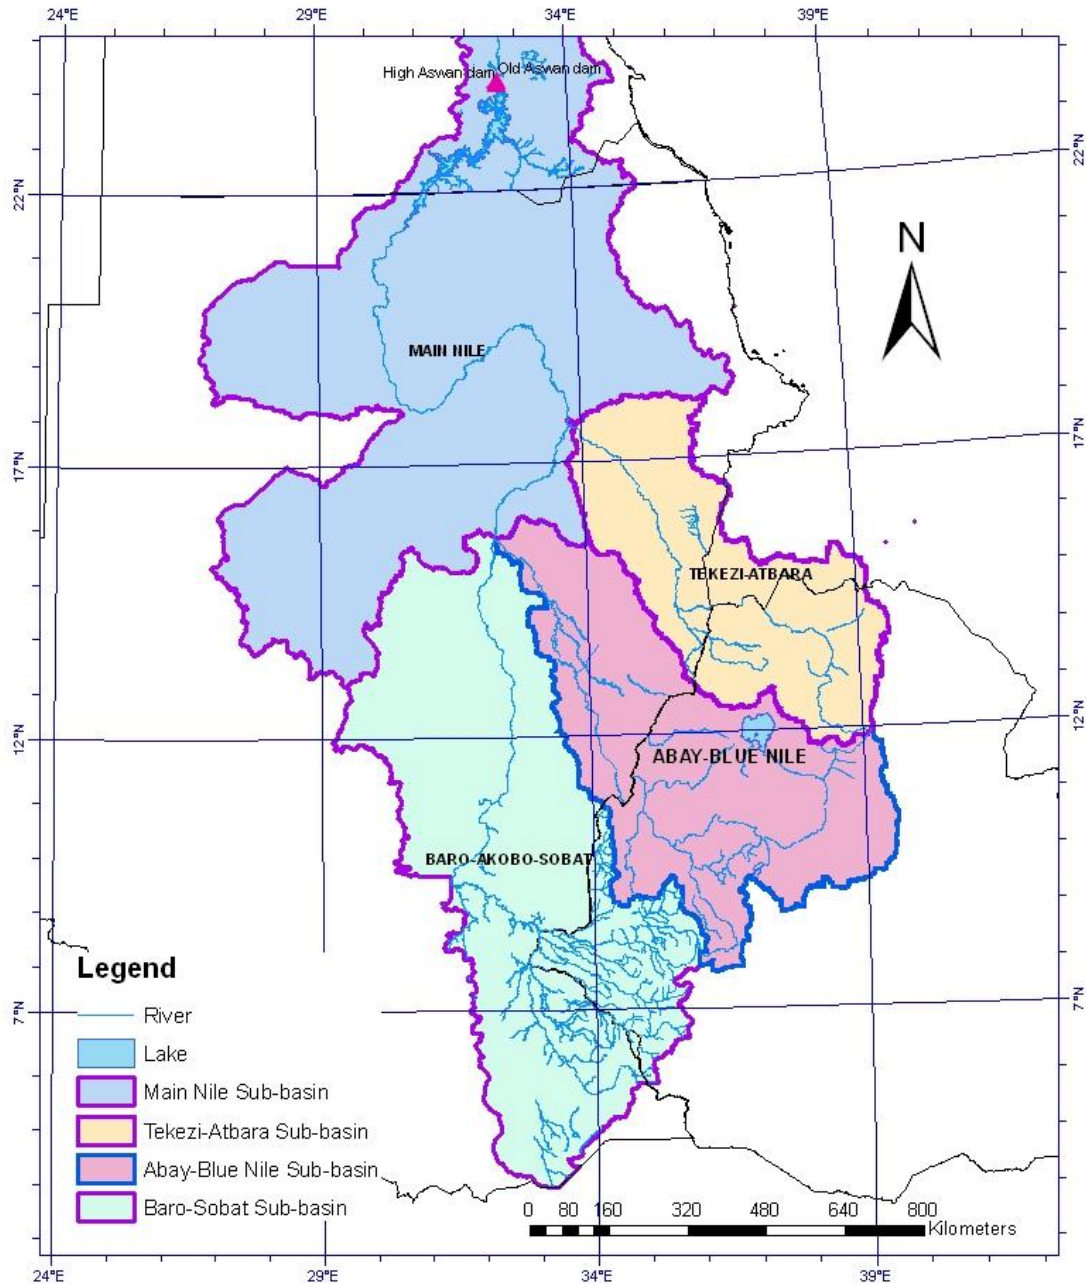 24°E 29°E 34°E 39°E
High Aswan dam Old Aswan dam
22°N 22°N
N
MAIN NILE
17°N 17°N
TEKEZI-ATBARA
12°N 12°N
ABAY-BLUE NILE
BARO-AKOBO-SOBAT
Legend
7°N 7°N
River
Lake
Main Nile Sub-basin
Tekezi-Atbara Sub-basin
Abay-Blue Nile Sub-basin
Baro-Sobat Sub-basin
0 80 160 320 480 640 800
Kilometers
24°E 29°E 34°E 39°E